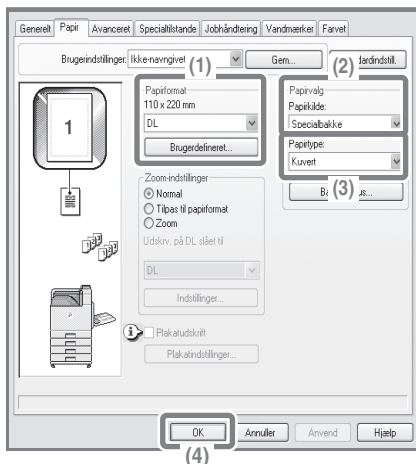 Generelt Papir Avanceret Specialtilstande Jobhåndtering Vandmærker Farvet
Brugerindstillinger: Ikke-navngivet Gem... dardindstill.
(1) (2)
Papirformat Papirvalg
110 x 220 mm Papirkilde:
DL Specialbakke
Brugerdefineret... Papirtype:
Kuvert
(3)
1
Zoom-indstillinger
Normal
Tilpas til papirformat
Zoom
Udskrv. på DL slået til
DL
Indstillinger...
Plakatudskrift
Plakatindstillinger...
OK Annuller Anvend Hjælp
(4)